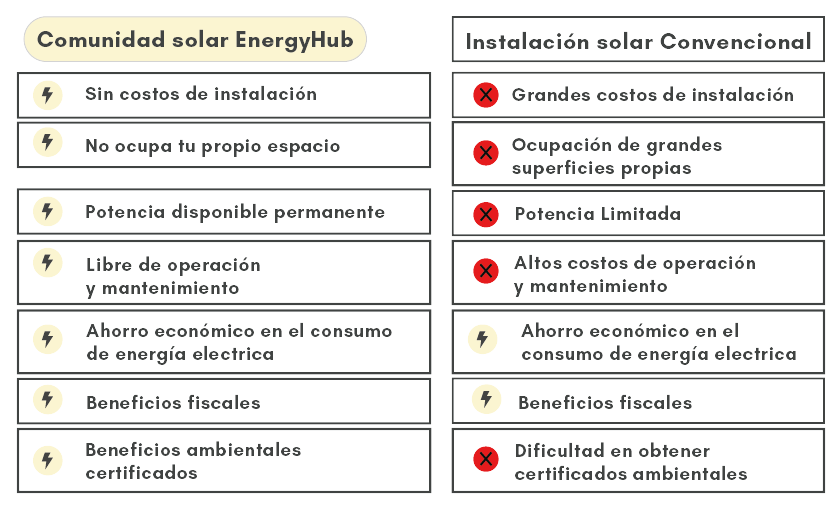 Comunidad solar EnergyHub
Instalación solar Convencional
Sin costos de instalación
Grandes costos de instalación
No ocupa tu propio espacio
Ocupación de grandes
superficies propias
Potencia disponible permanente
Potencia Limitada
Libre de operación
y mantenimiento
Altos costos de operación
y mantenimiento
Ahorro económico en el consumo
de energía electrica
Ahorro económico en el
consumo de energía electrica
Beneficios fiscales
Beneficios fiscales
Beneficios ambientales
certificados
Dificultad en obtener
certificados ambientales